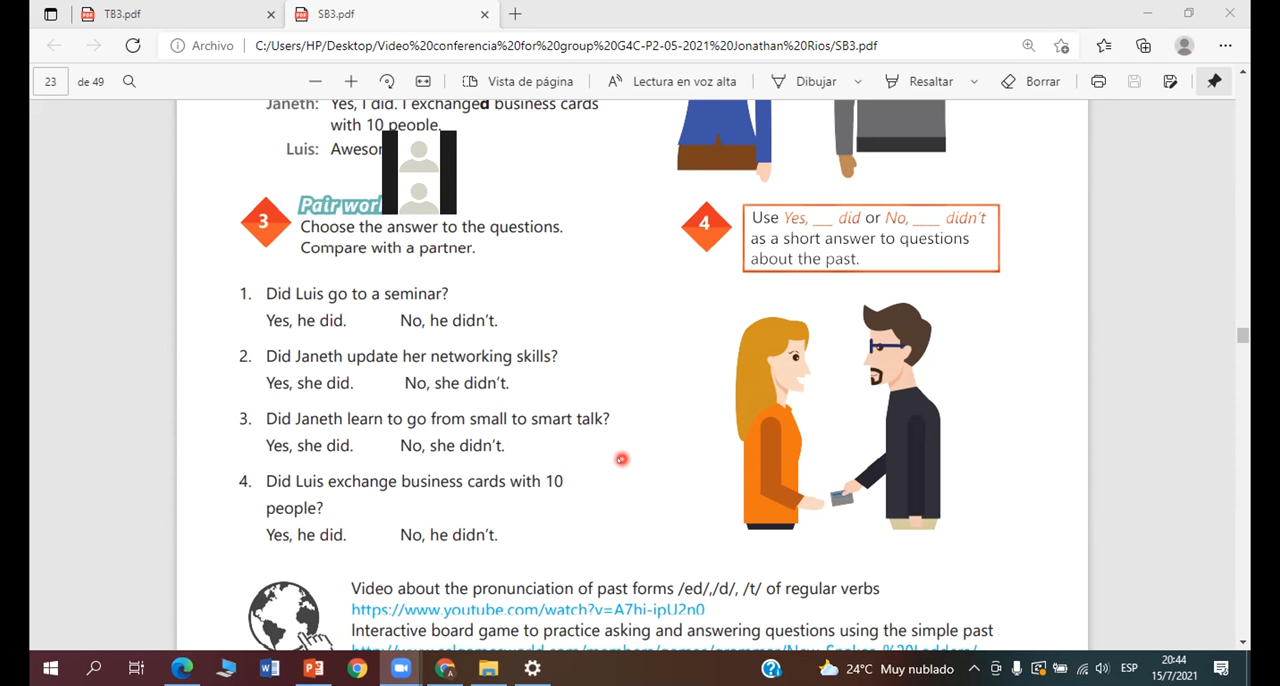 TB3.pdf
SB3.pdf
Archivo
C:/Users/HP/Desktop/Video%20conferencia%20for%20group%20G4C-P2-05-2021%20Jonathan%20Rios/SB3.pdf
23 de 49
Vista de página
Lectura en voz alta
Dibujar
Resaltar
Borrar
Janeth: Yes, I did. I exchanged business cards
with 10 people.
Luis:
3
Choose the answer to the questions.
Compare with a partner.
1. Did Luis go to a seminar?
Yes, he did. No, he didn't.
2. Did Janeth update her networking skills?
Yes, she did. No, she didn't.
3. Did Janeth learn to go from small to smart talk?
Yes, she did. No, she didn't.
4. Did Luis exchange business cards with 10
people?
Yes, he did. No, he didn't.
4
Use Yes, __ did or No, ___ didn't
as a short answer to questions
about the past.
Video about the pronunciation of past forms /ed/,/d/, /t/ of regular verbs
https://www.youtube.com/watch?v=A7hi-ipU2n0
Interactive board game to practice asking and answering questions using the simple past
24°C Muy nublado
ESP
20:44
15/7/2021